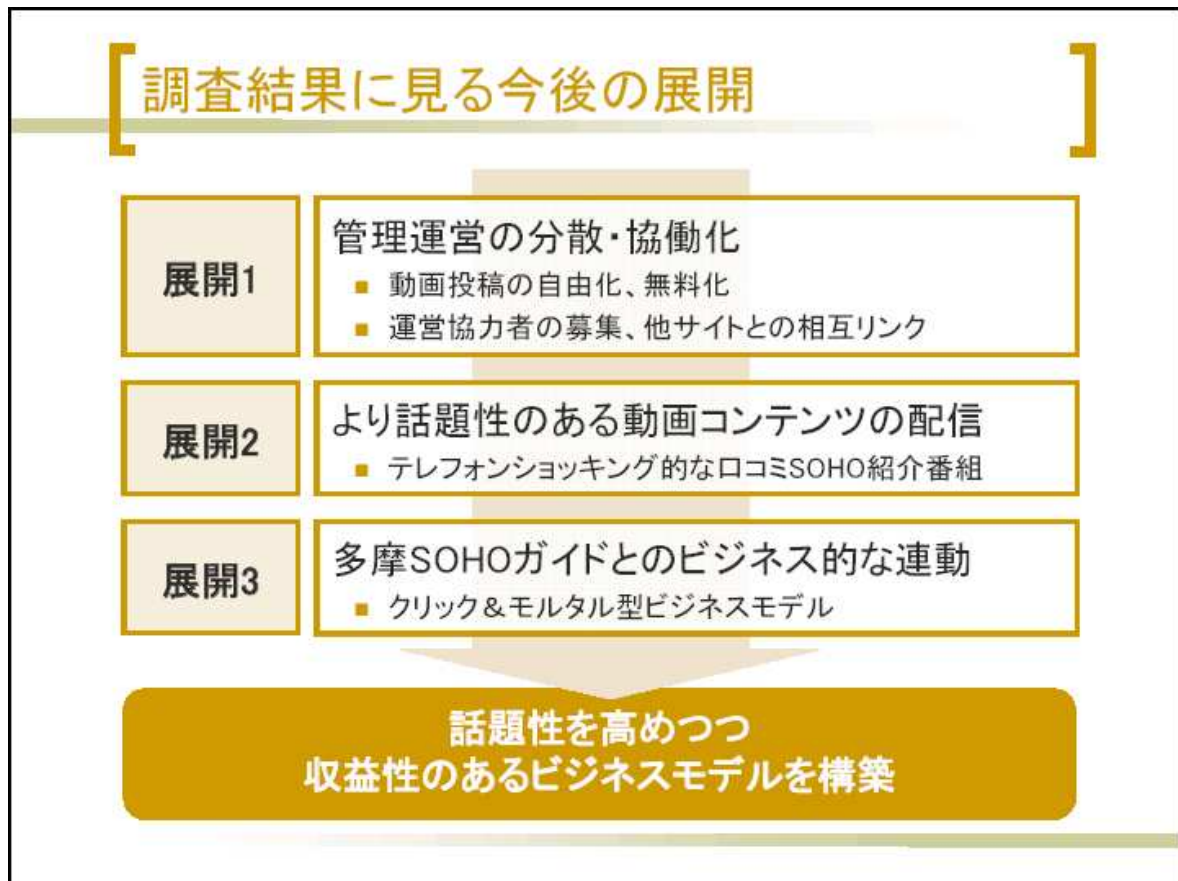 調査結果に見る今後の展開
展開1
管理運営の分散・協働化
■ 動画投稿の自由化、無料化
■ 運営協力者の募集、他サイトとの相互リンク
展開2
より話題性のある動画コンテンツの配信
■ テレフォンショッキング的な口コミSOHO紹介番組
展開3
多摩SOHOガイドとのビジネス的な連動
■ クリック＆モルタル型ビジネスモデル
話題性を高めつつ
収益性のあるビジネスモデルを構築